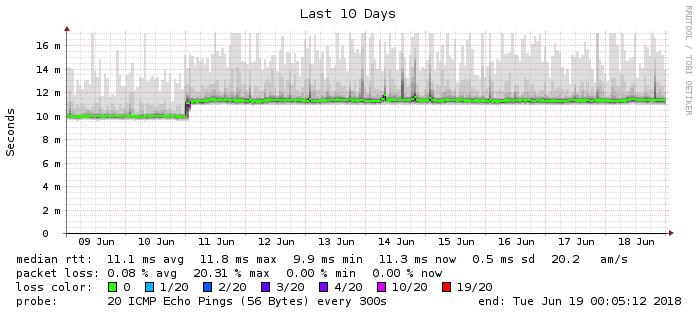 Last 10 Days
RRDTOOL / TOBI OETIKER
Seconds
16 m
14 m
12 m
10 m
8 m
6 m
4 m
2 m
0
09 Jun 10 Jun 11 Jun 12 Jun 13 Jun 14 Jun 15 Jun 16 Jun 17 Jun 18 Jun
median rtt: 11.1 ms avg 11.8 ms max 9.9 ms min 11.3 ms now 0.5 ms sd 20.2 am/s
packet loss: 0.08 % avg 20.31 % max 0.00 % min 0.00 % now
loss color: 0 1/20 2/20 3/20 4/20 10/20 19/20
probe: 20 ICMP Echo Pings (56 Bytes) every 300s end: Tue Jun 19 00:05:12 2018